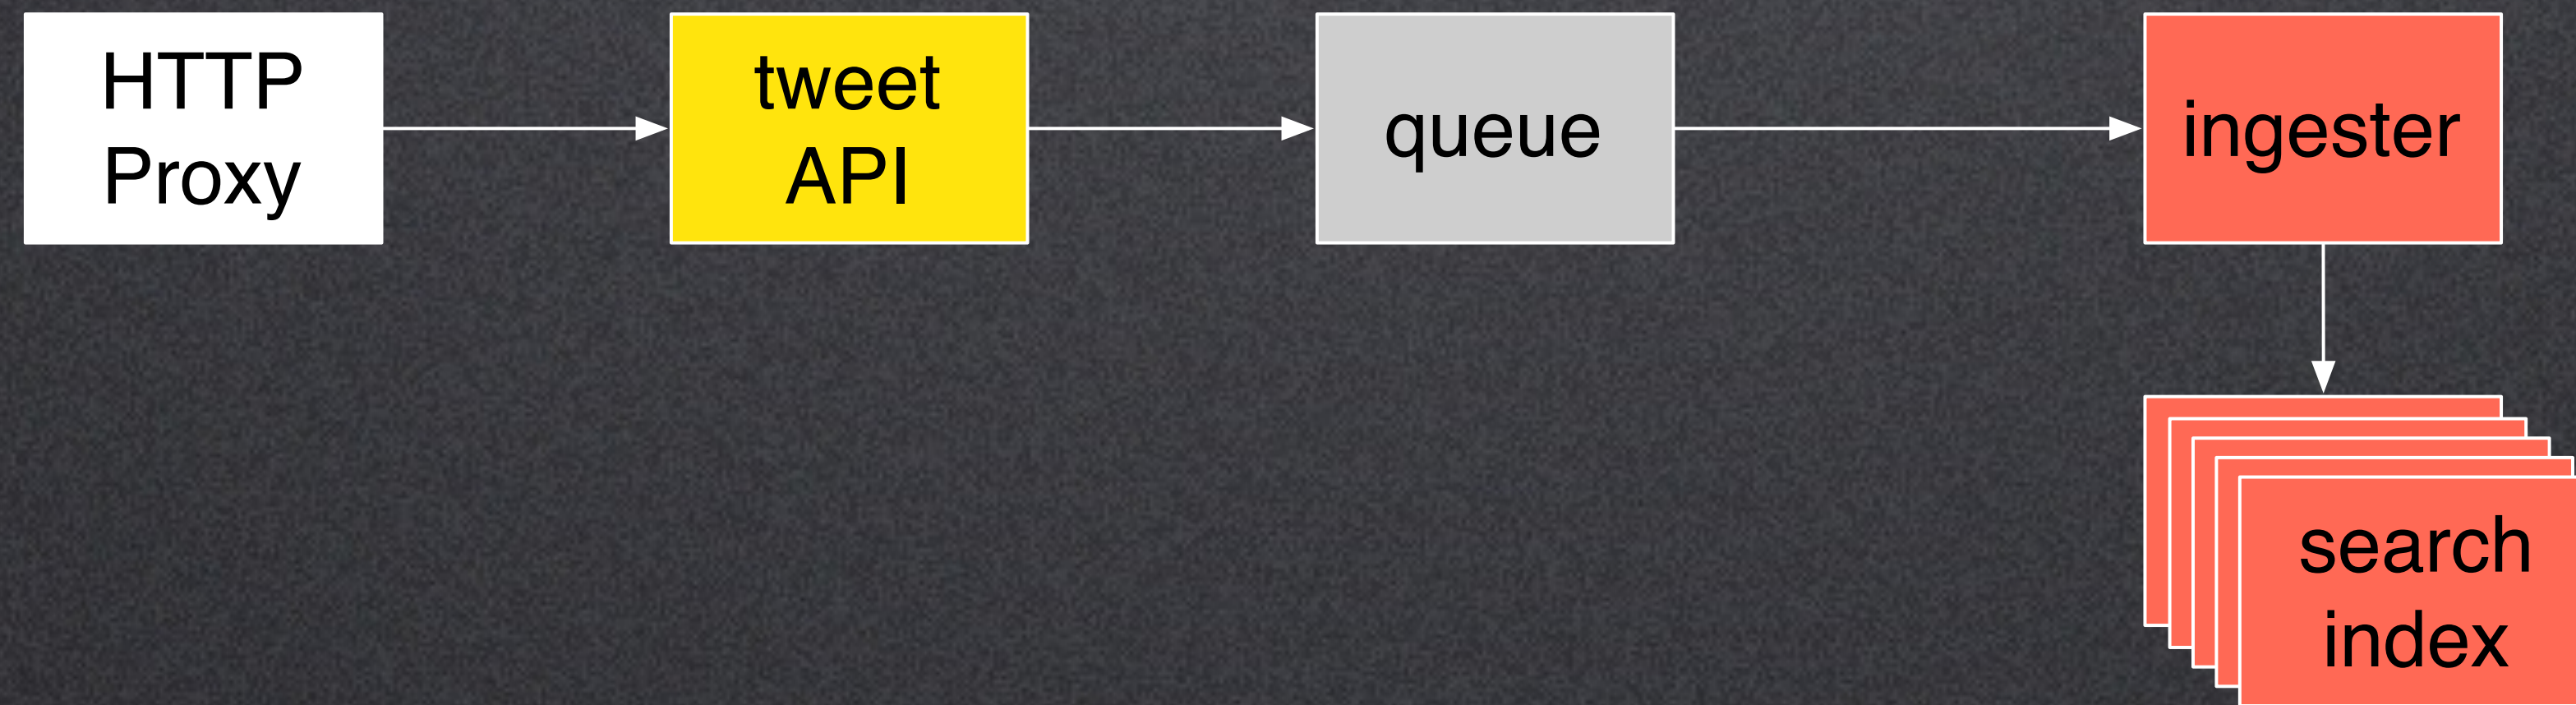 HTTP
Proxy
tweet
API
queue
ingester
search
index